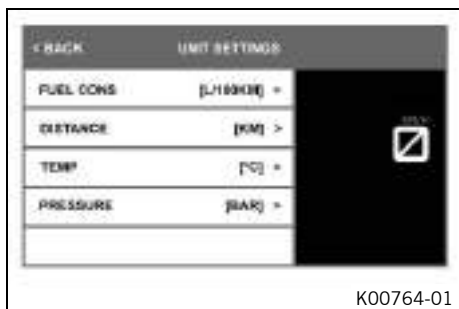 < BACK UNIT SETTINGS
FUEL CONS [L/100KM] >
DISTANCE [KM] >
TEMP [°C] >
PRESSURE [BAR] >
K00764-01